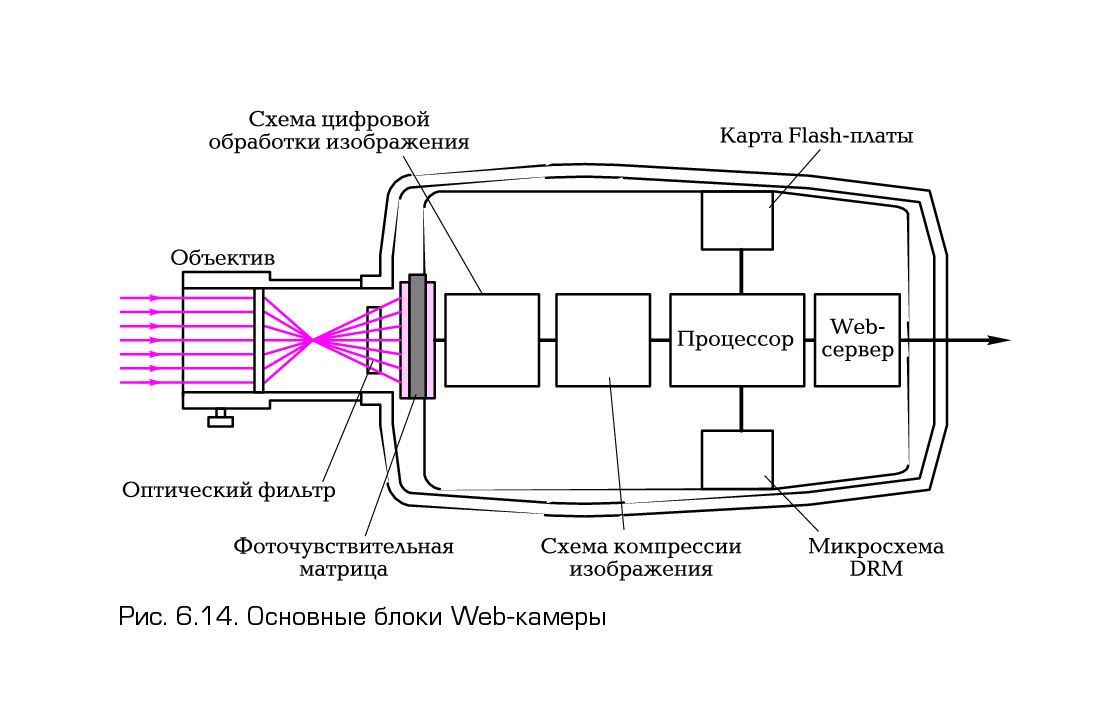 Схема цифровой
обработки изображения
Карта Flash-платы
Объектив
Процессор
Web-
сервер
Оптический фильтр
Фоточувствительная
матрица
Схема компрессии
изображения
Микросхема
DRM
Рис. 6.14. Основные блоки Web-камеры